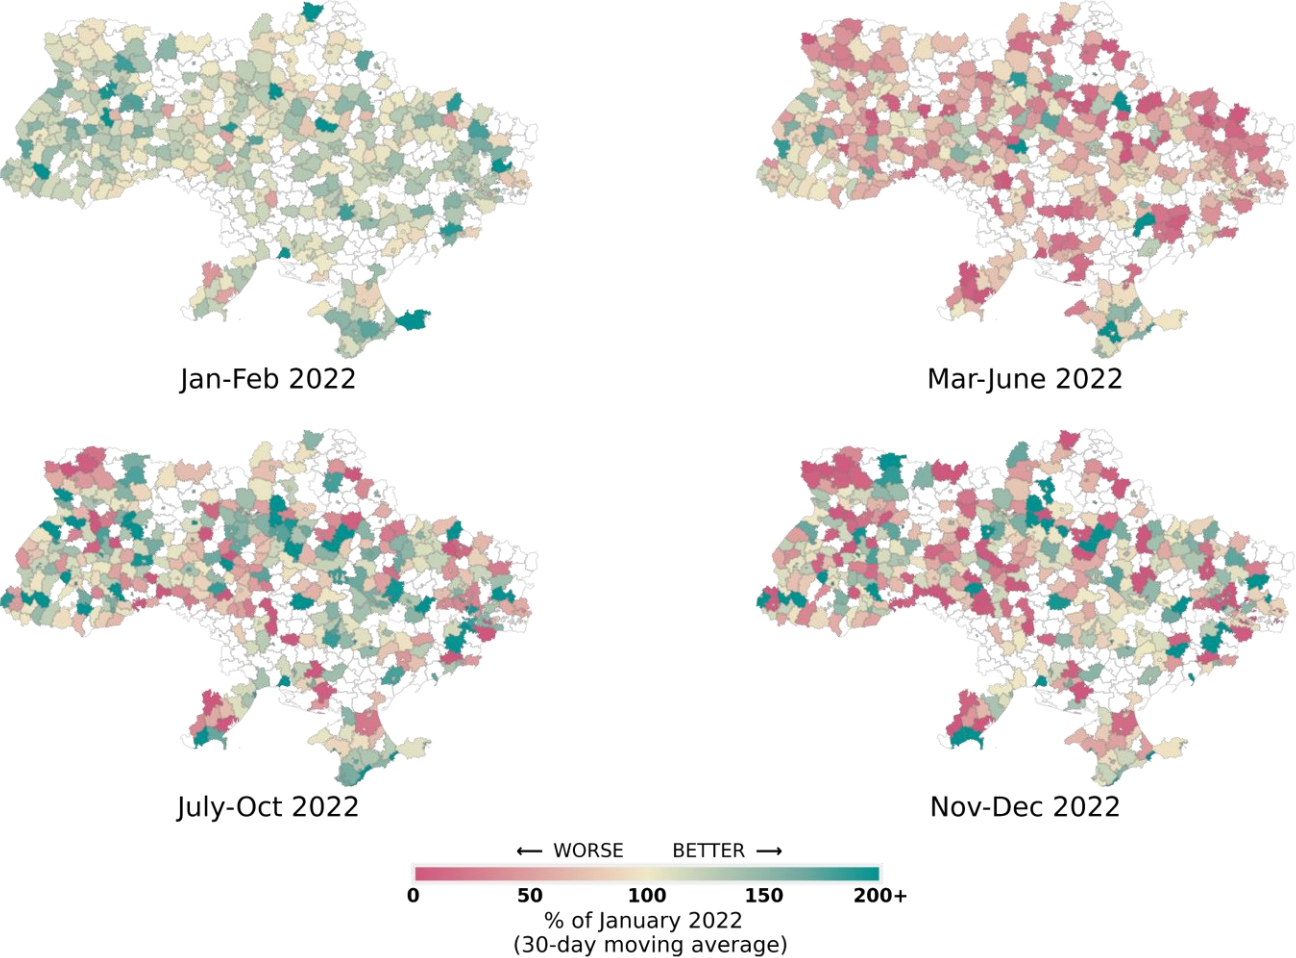 Jan-Feb 2022
Mar-June 2022
July-Oct 2022
Nov-Dec 2022
← WORSE BETTER →
0 50 100 150 200+
% of January 2022
(30-day moving average)